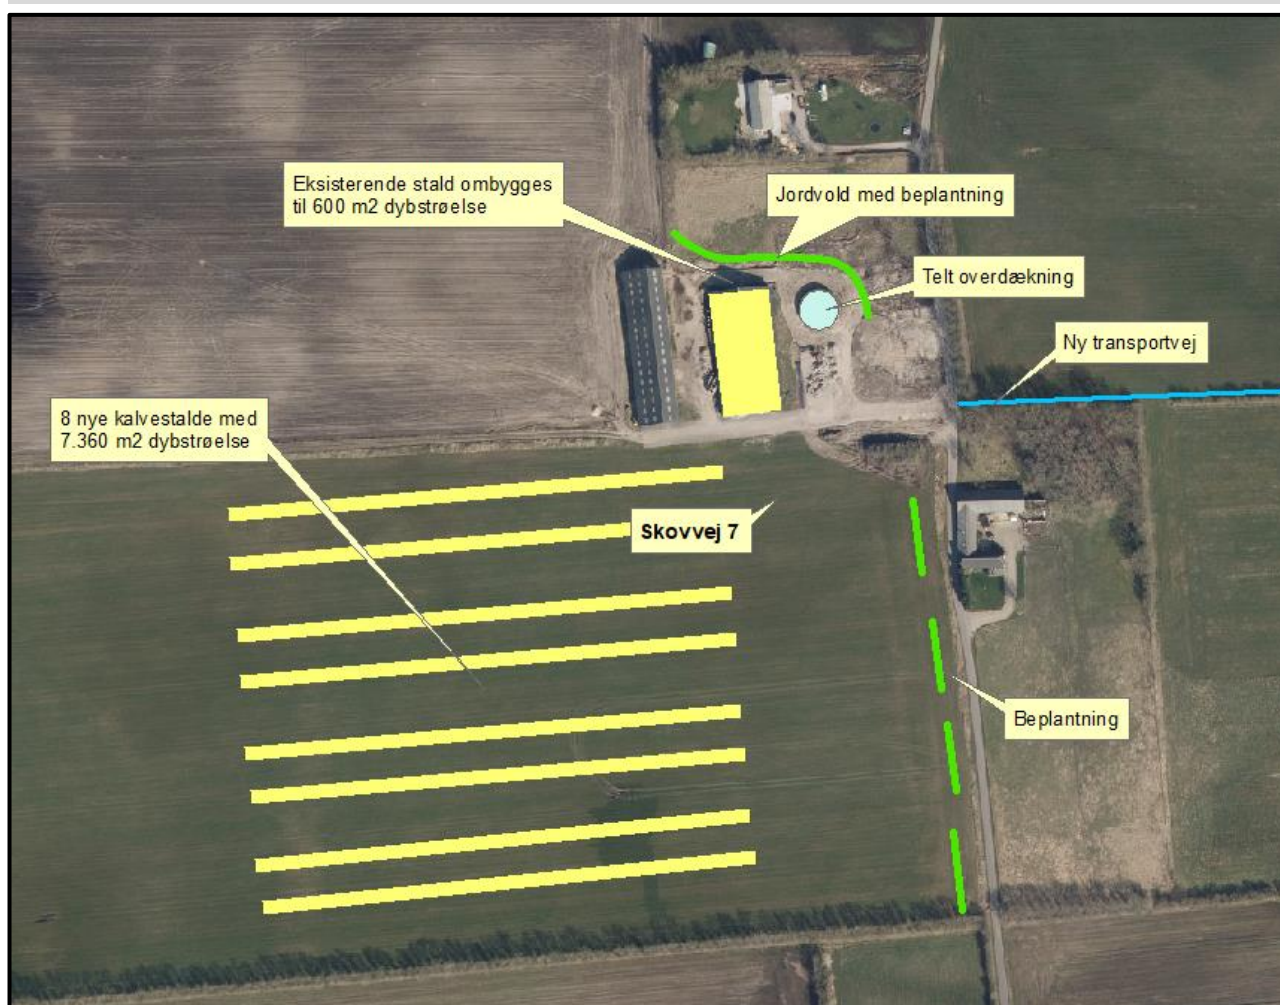 Eksisterende stald ombygges
til 600 m2 dybstrøelse
Jordvold med beplantning
Telt overdækning
Ny transportvej
8 nye kalvestalde med
7.360 m2 dybstrøelse
Skovvej 7
Beplantning